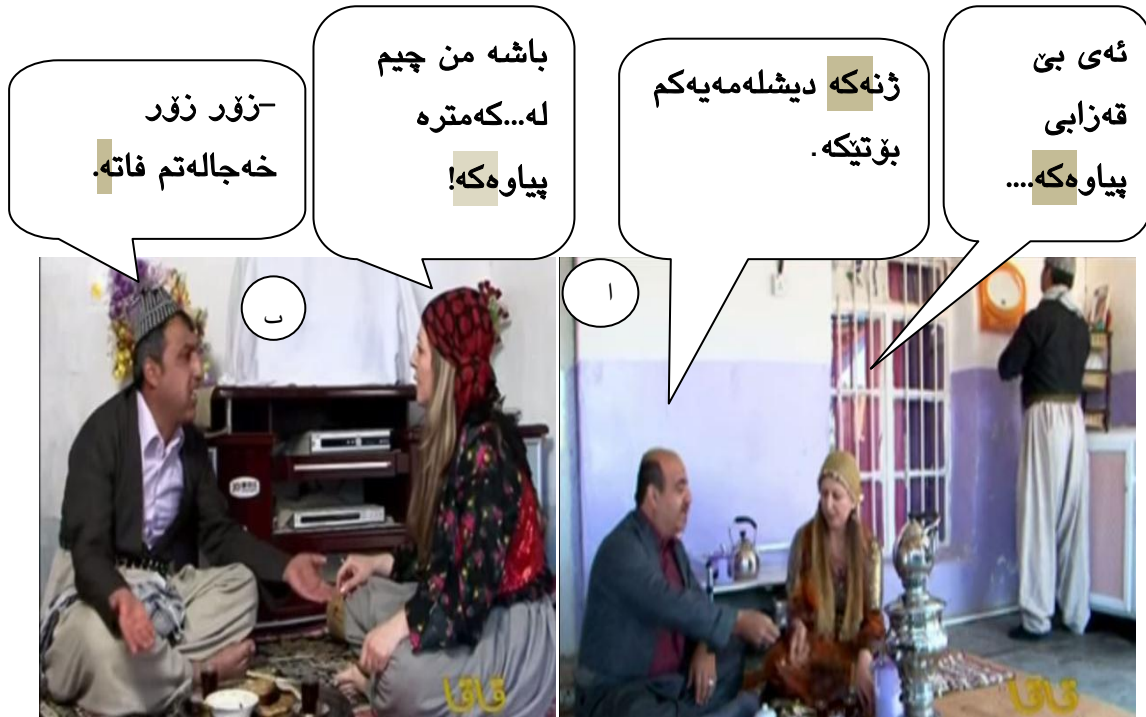 ئەی بێ
قەزابی
پیاوەکە....
ژنەکە دیشلەمەیەکم
بۆتێکە.
ا
باشە من چیم
لە...کەمترە
پیاوەکە!
–زۆر زۆر
خەجالەتم فاتە.
ب
قاقا
قاقا